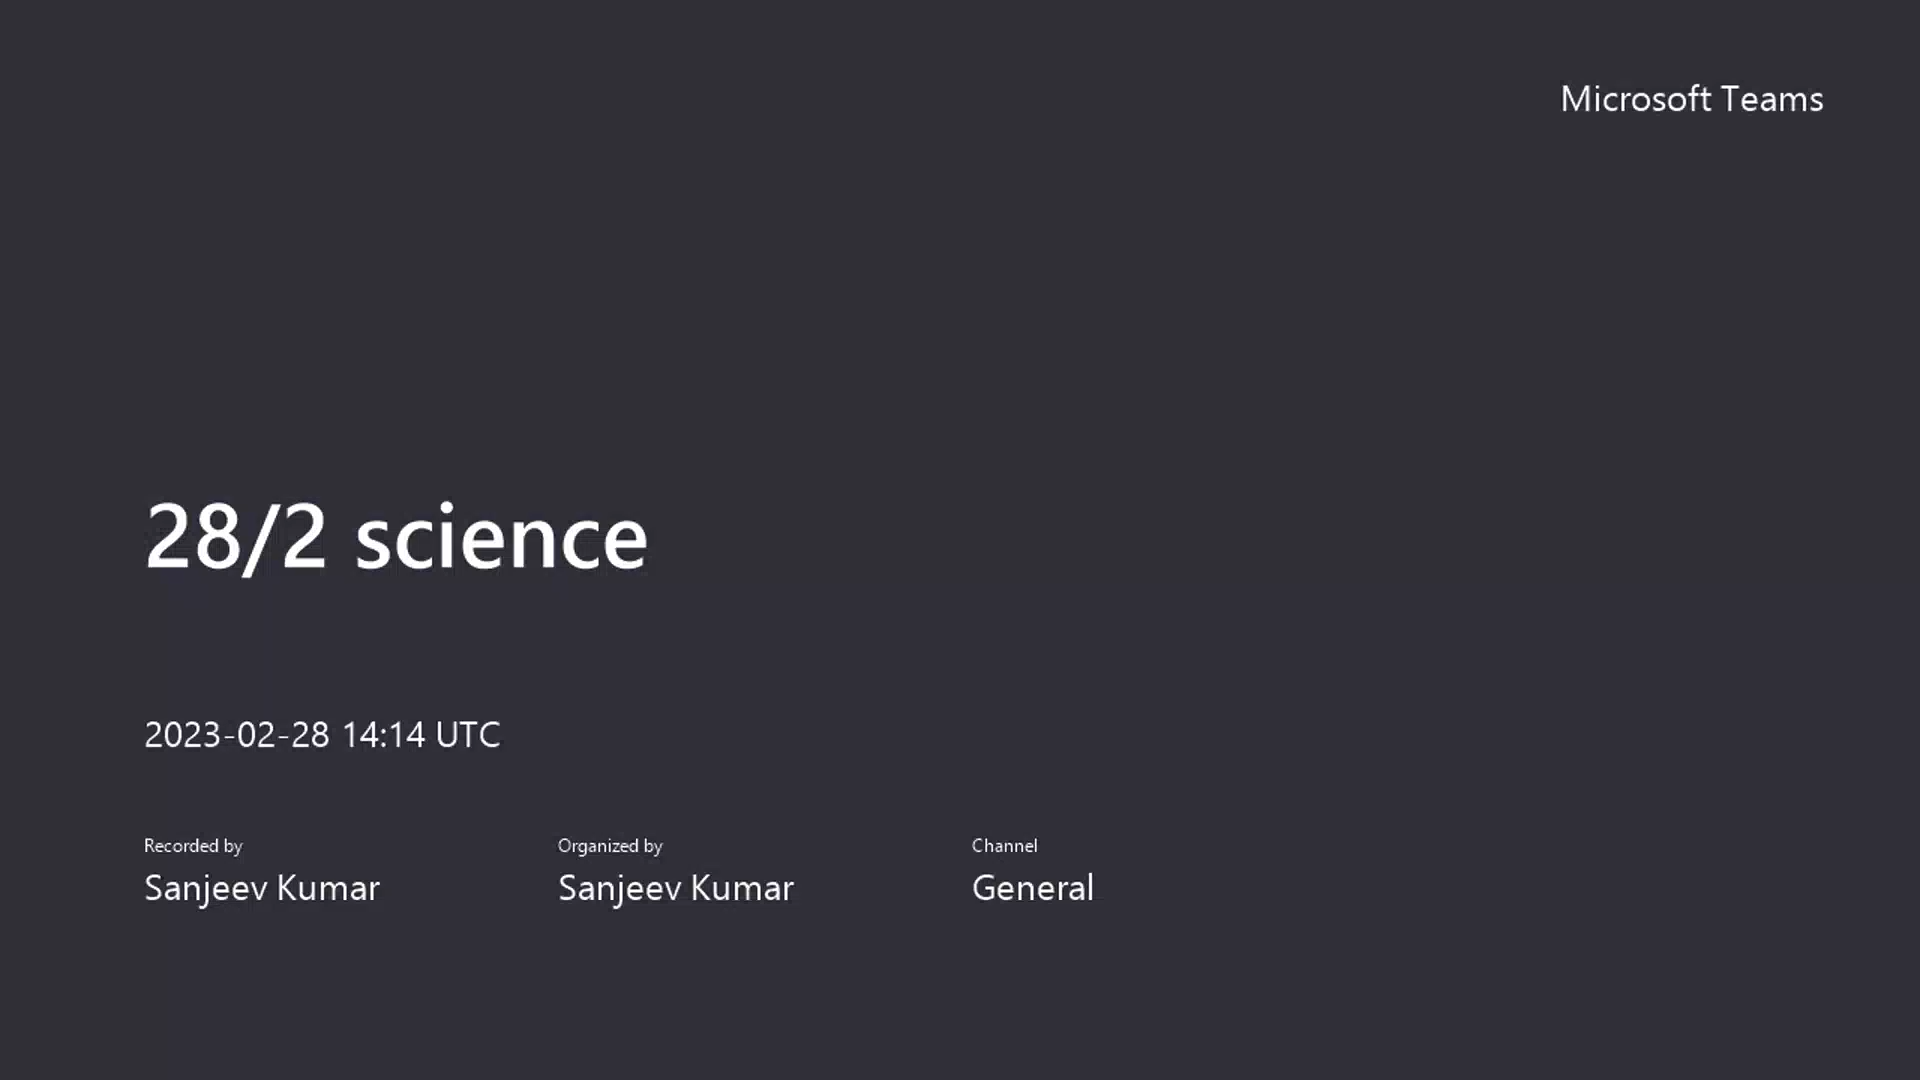 Microsoft Teams
28/2 science
2023-02-28 14:14 UTC
Recorded by
Sanjeev Kumar
Organized by
Sanjeev Kumar
Channel
General